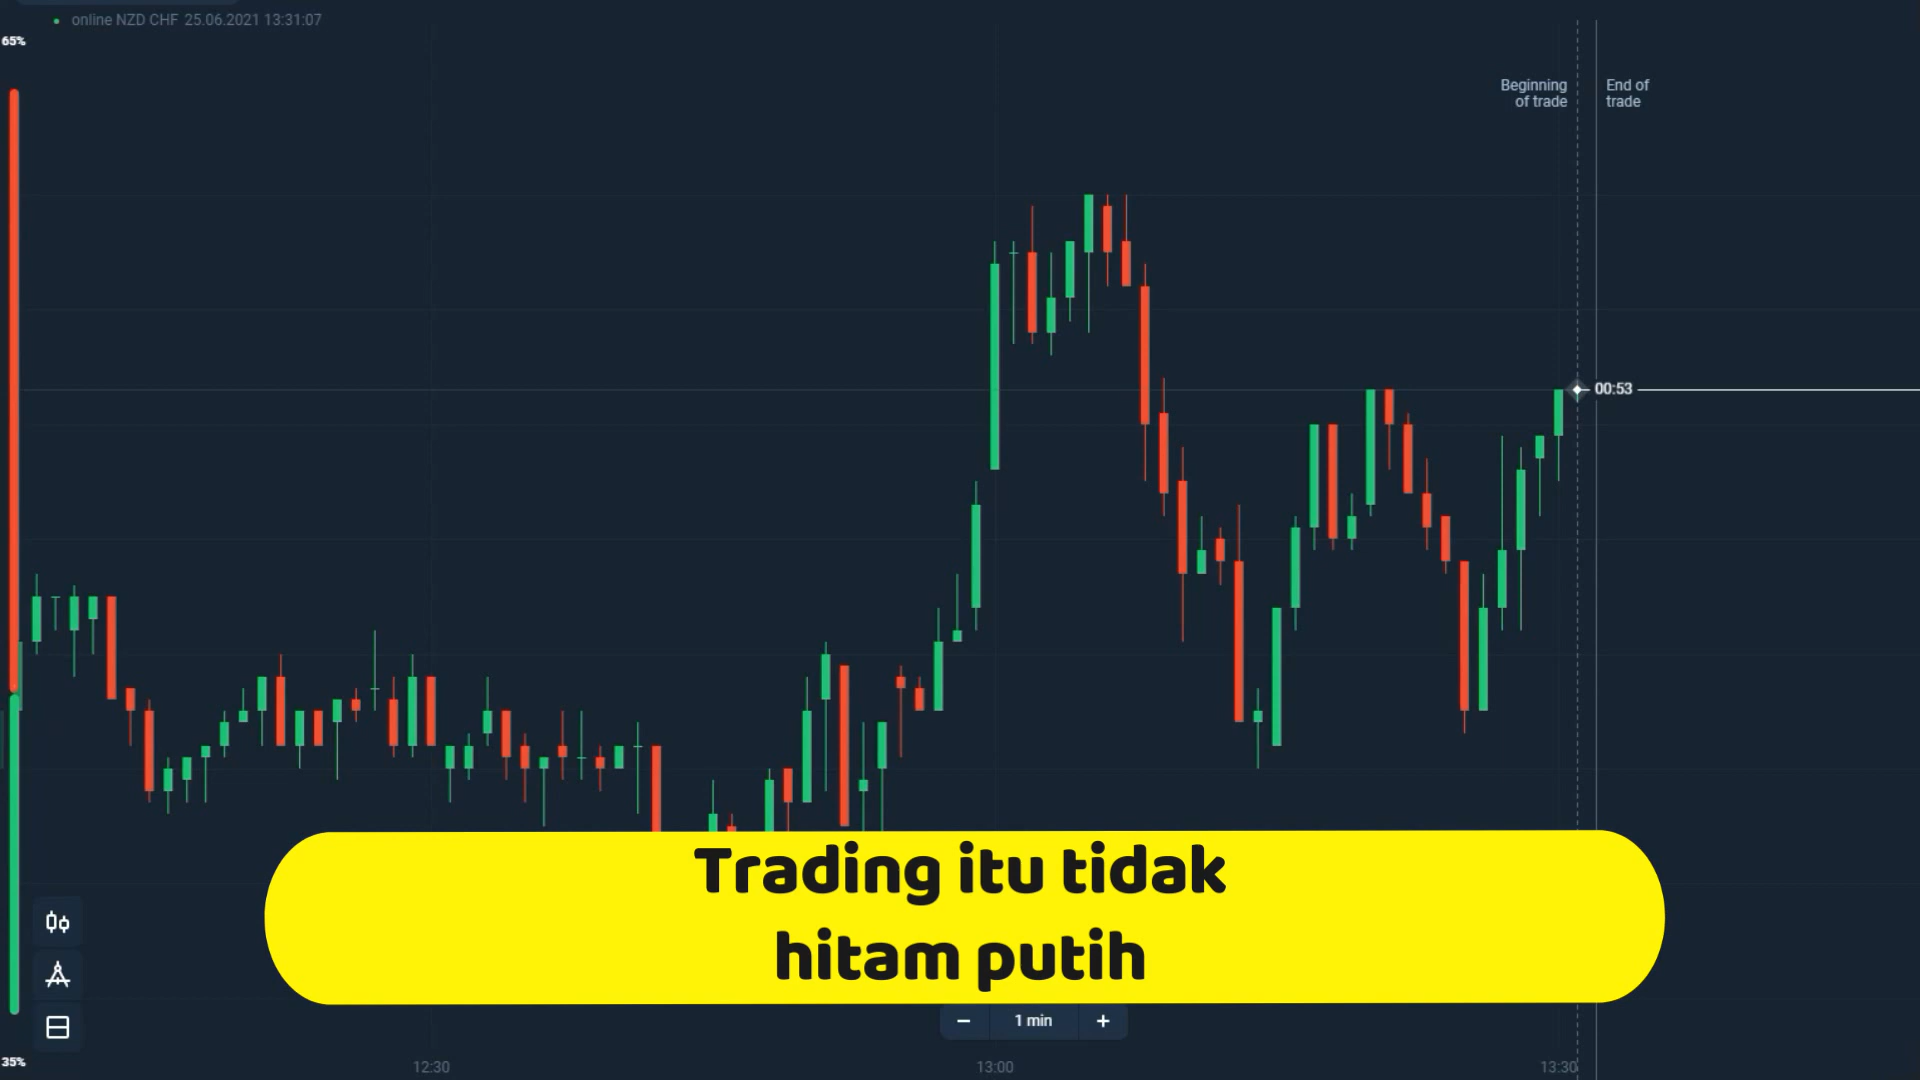 online NZD CHF 25.06.2021 13:31:07
65%
Beginning
of trade
End of
trade
00:53
Trading itu tidak
hitam putih
1 min
35%
12:30
13:00
13:30